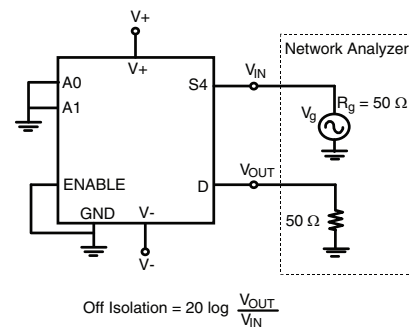 V+
Network Analyzer
V+
A0
S4
VIN
A1
Vg
Rg = 50 Ω
ENABLE
D
VOUT
GND
V-
50 Ω
V-
Off Isolation = 20 log VOUT
VIN